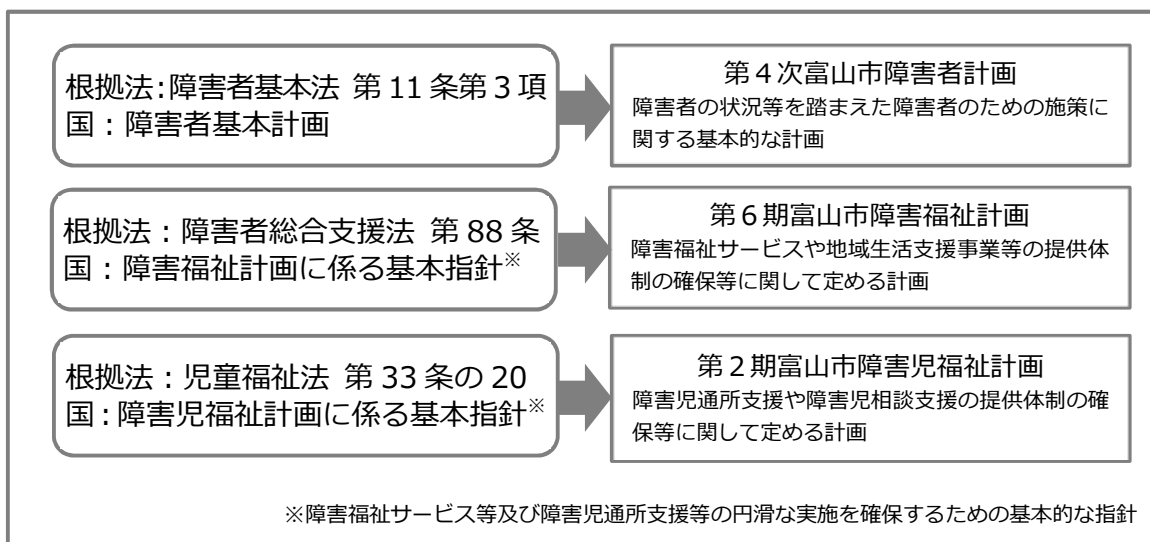 根拠法:障害者基本法 第11条第3項
国：障害者基本計画
第４次富山市障害者計画
障害者の状況等を踏まえた障害者のための施策に
関する基本的な計画
根拠法：障害者総合支援法 第88条
国：障害福祉計画に係る基本指針※
第６期富山市障害福祉計画
障害福祉サービスや地域生活支援事業等の提供体
制の確保等に関して定める計画
根拠法：児童福祉法 第33条の20
国：障害児福祉計画に係る基本指針※
第２期富山市障害児福祉計画
障害児通所支援や障害児相談支援の提供体制の確
保等に関して定める計画
※障害福祉サービス等及び障害児通所支援等の円滑な実施を確保するための基本的な指針